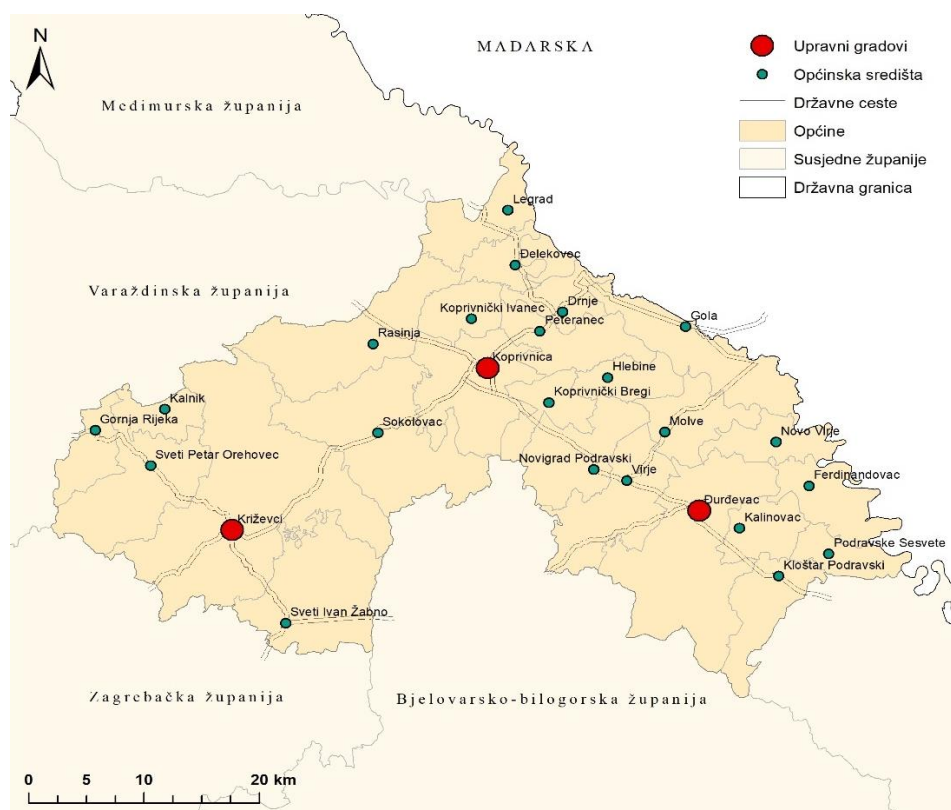 N
MAĐARSKA
Međimurska županija
Varaždinska županija
Zagrebačka županija
Bjelovarsko-bilogorska županija
Upravni gradovi
Općinska središta
Državne ceste
Općine
Susjedne županije
Državna granica
Legrad
Đelekovec
Drnje
Koprivnički Ivanec
Peteranec
Gola
Rasinja
Koprivnica
Hlebine
Koprivnički Bregi
Kalnik
Gornja Rijeka
Sokolovac
Molve
Novo Virje
Sveti Petar Orehovec
Novigrad Podravski
Virje
Ferdinandovac
Đurđevac
Križevci
Kalinovac
Podravske Sesvete
Kloštar Podravski
Sveti Ivan Žabno
0 5 10 20 km